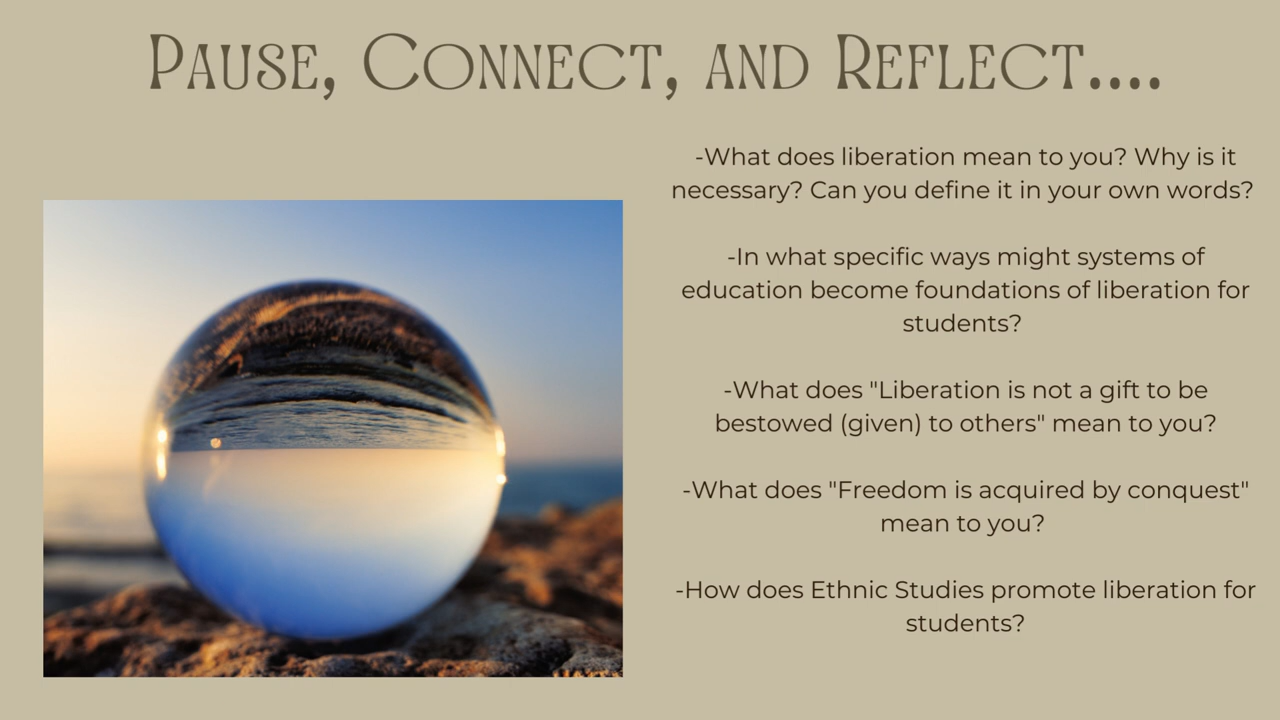 Pause, Connect, and Reflect....
-What does liberation mean to you? Why is it
necessary? Can you define it in your own words?
-In what specific ways might systems of
education become foundations of liberation for
students?
-What does "Liberation is not a gift to be
bestowed (given) to others" mean to you?
-What does "Freedom is acquired by conquest"
mean to you?
-How does Ethnic Studies promote liberation for
students?